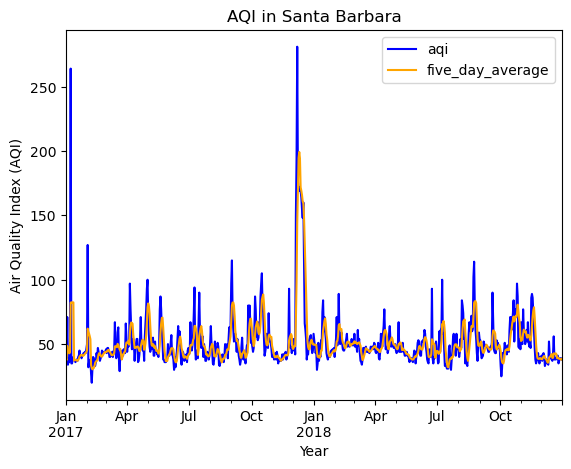 AQI in Santa Barbara
aqi
five_day_average
Air Quality Index (AQI)
250
200
150
100
50
Jan Apr Jul Oct Jan Apr Jul Oct
2017 2018
Year